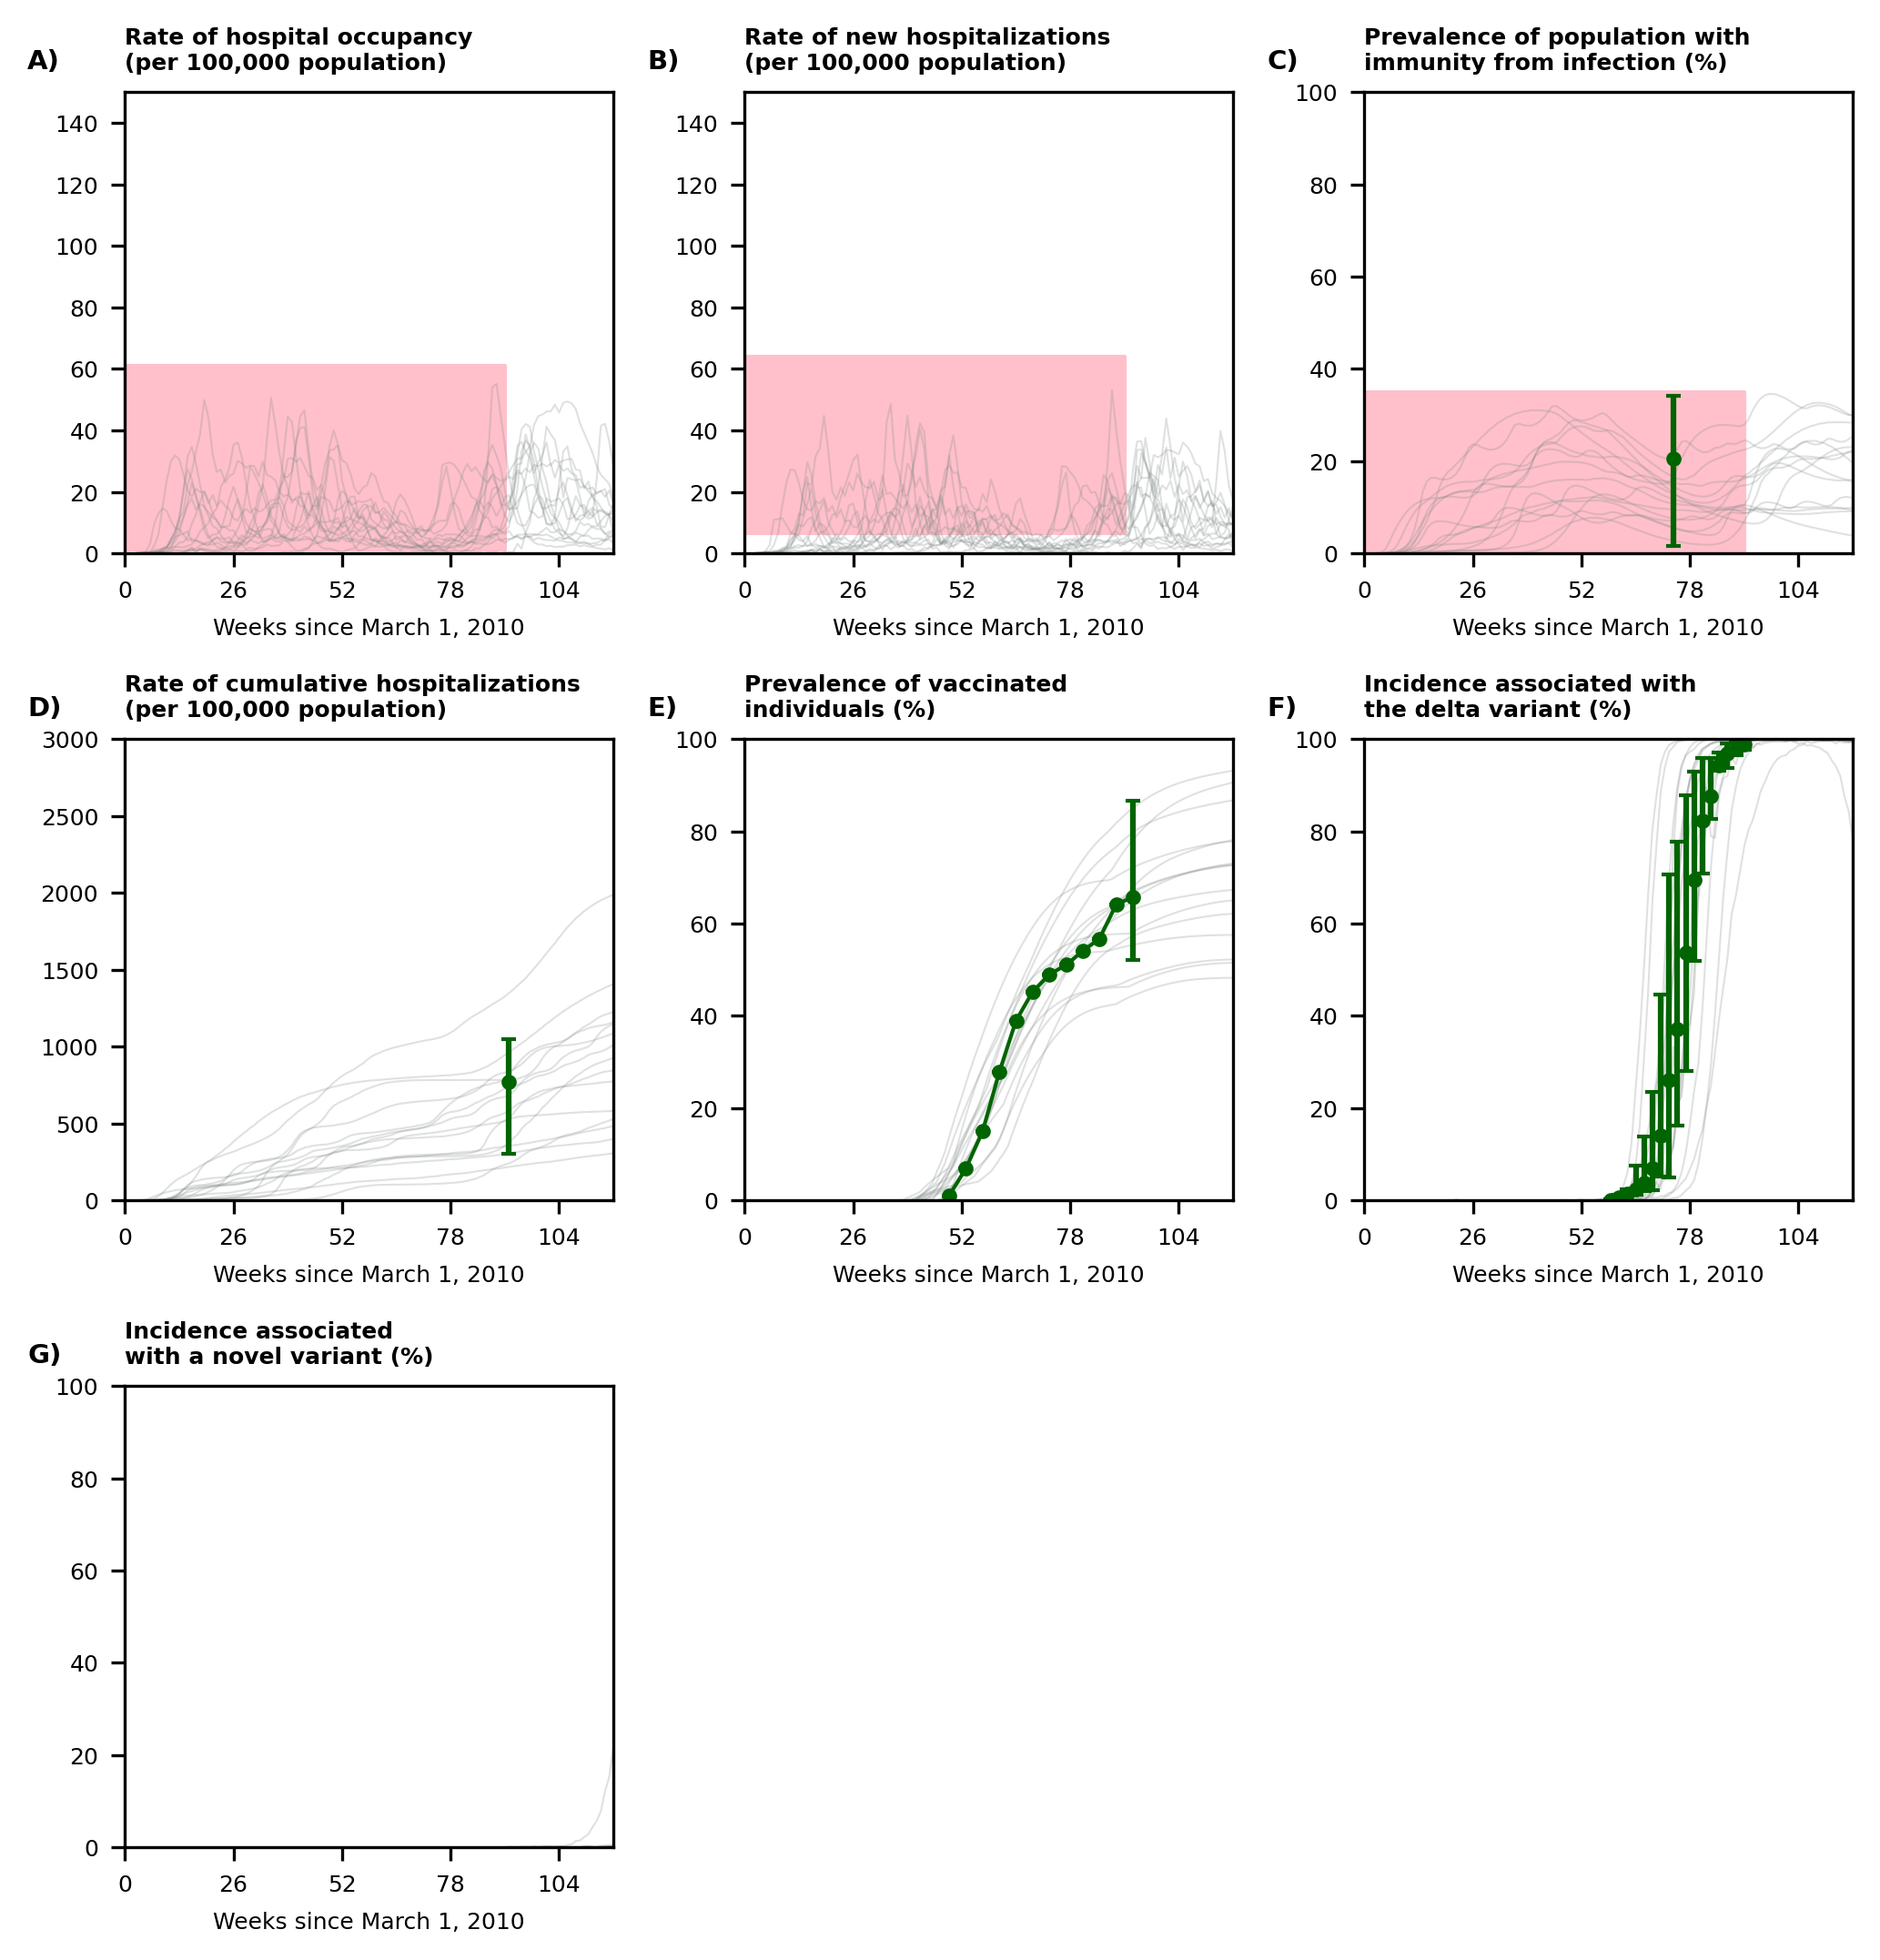 A)
Rate of hospital occupancy
(per 100,000 population)
140
120
100
80
60
40
20
0
0 26 52 78 104
Weeks since March 1, 2010
B)
Rate of new hospitalizations
(per 100,000 population)
140
120
100
80
60
40
20
0
0 26 52 78 104
Weeks since March 1, 2010
C)
Prevalence of population with
immunity from infection (%)
100
80
60
40
20
0
0 26 52 78 104
Weeks since March 1, 2010
D)
Rate of cumulative hospitalizations
(per 100,000 population)
3000
2500
2000
1500
1000
500
0
0 26 52 78 104
Weeks since March 1, 2010
E)
Prevalence of vaccinated
individuals (%)
100
80
60
40
20
0
0 26 52 78 104
Weeks since March 1, 2010
F)
Incidence associated with
the delta variant (%)
100
80
60
40
20
0
0 26 52 78 104
Weeks since March 1, 2010
G)
Incidence associated
with a novel variant (%)
100
80
60
40
20
0
0 26 52 78 104
Weeks since March 1, 2010